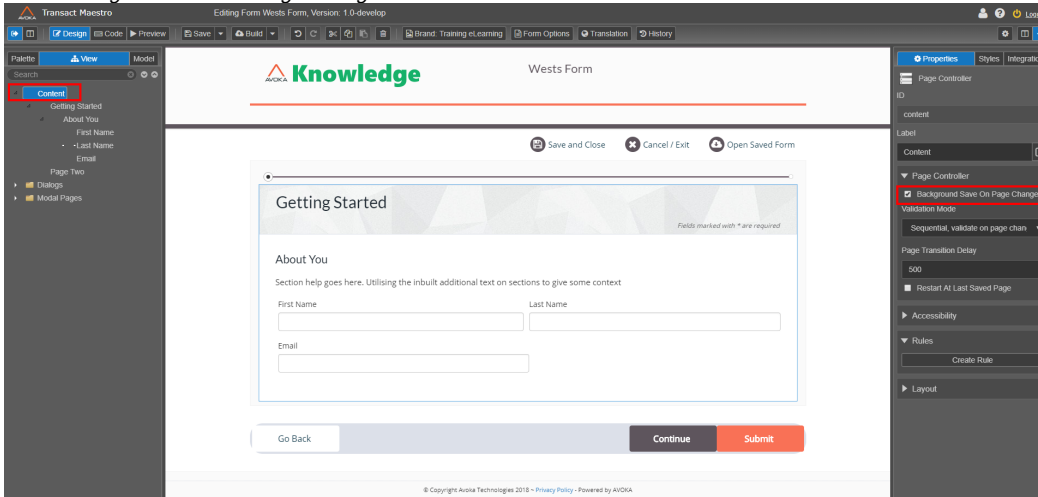 Transact Maestro
Editing Form Wests Form, Version: 1.0-develop
Design Code Preview Save Build Brand: Training eLearning Form Options Translation History
Palette View Model
Search
Content
Getting Started
About You
First Name
- -Last Name
Email
Page Two
Dialogs
Modal Pages
AVOKA Knowledge
Wests Form
Save and Close Cancel / Exit Open Saved Form
Getting Started
Fields marked with * are required
About You
Section help goes here. Utilising the inbuilt additional text on sections to give some context
First Name Last Name
Email
Go Back Continue Submit
© Copyright Avoka Technologies 2018 ~ Privacy Policy - Powered by AVOKA
Properties Styles Integratio
Page Controller
ID
content
Label
Content
Page Controller
Background Save On Page Change
Validation Mode
Sequential, validate on page chan
Page Transition Delay
500
Restart At Last Saved Page
Accessibility
Rules
Create Rule
Layout